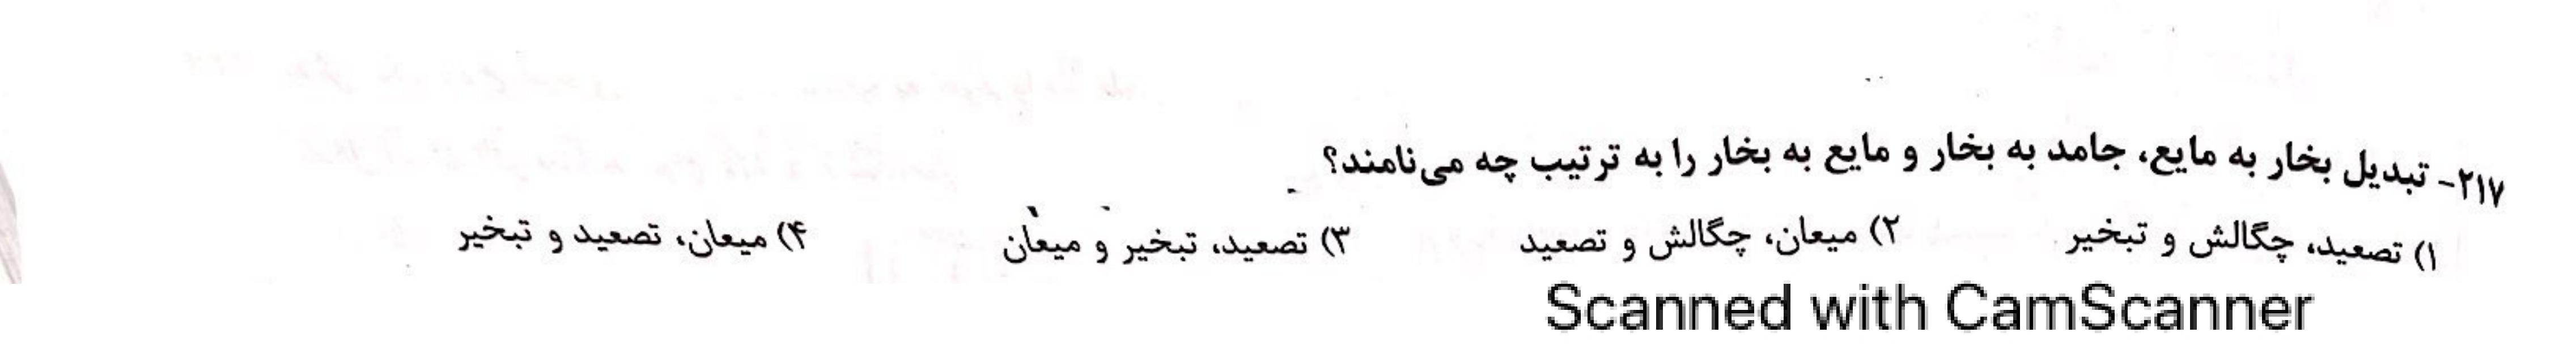 ۲۱۷- تبدیل بخار به مایع، جامد به بخار و مایع به بخار را به ترتیب چه می‌نامند؟
۱) تصعید، چگالش و تبخیر ۲) میعان، چگالش و تصعید ۳) تصعید، تبخیر و میعان ۴) میعان، تصعید و تبخیر
Scanned with CamScanner